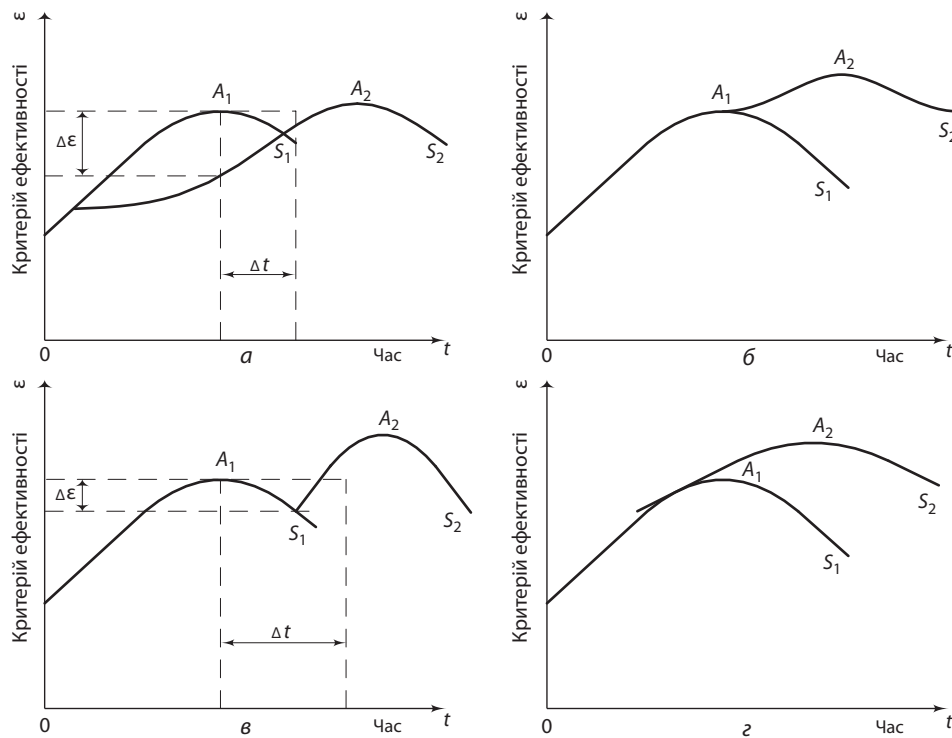 ε
Критерій ефективності
A1
A2
Δε
S1
S2
Δt
0
а
Час
t
ε
Критерій ефективності
A1
A2
S2
S1
0
б
Час
t
ε
Критерій ефективності
A1
A2
Δε
S1
S2
Δt
0
в
Час
t
ε
Критерій ефективності
A2
A1
S2
S1
0
г
Час
t